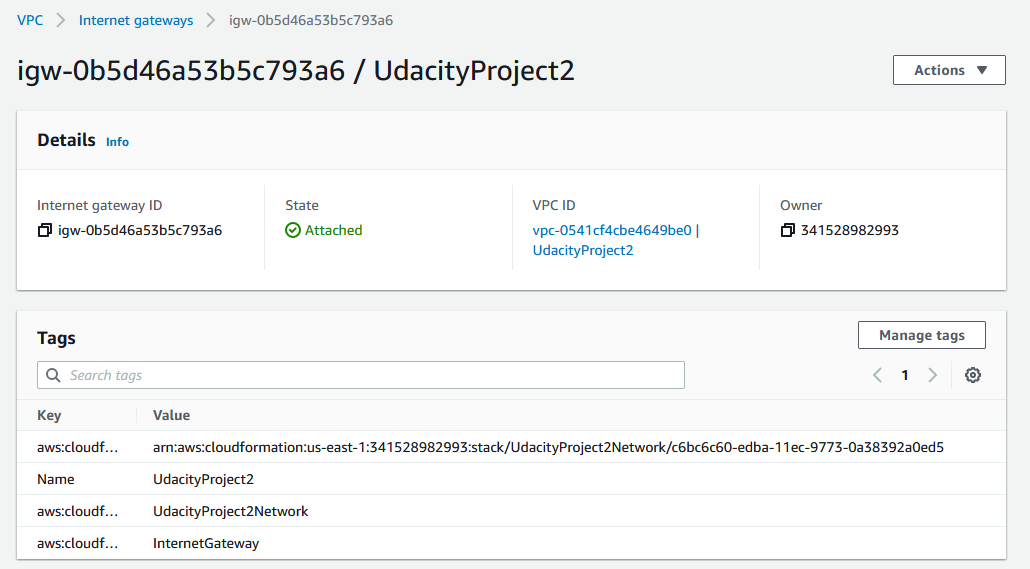 VPC > Internet gateways > igw-0b5d46a53b5c793a6
igw-0b5d46a53b5c793a6 / UdacityProject2
Actions ▼
Details Info
Internet gateway ID
igw-0b5d46a53b5c793a6
State
Attached
VPC ID
vpc-0541cf4cbe4649be0 |
UdacityProject2
Owner
341528982993
Tags
Manage tags
Search tags
1
Key Value
aws:cloudf... arn:aws:cloudformation:us-east-1:341528982993:stack/UdacityProject2Network/c6bc6c60-edba-11ec-9773-0a38392a0ed5
Name UdacityProject2
aws:cloudf... UdacityProject2Network
aws:cloudf... InternetGateway